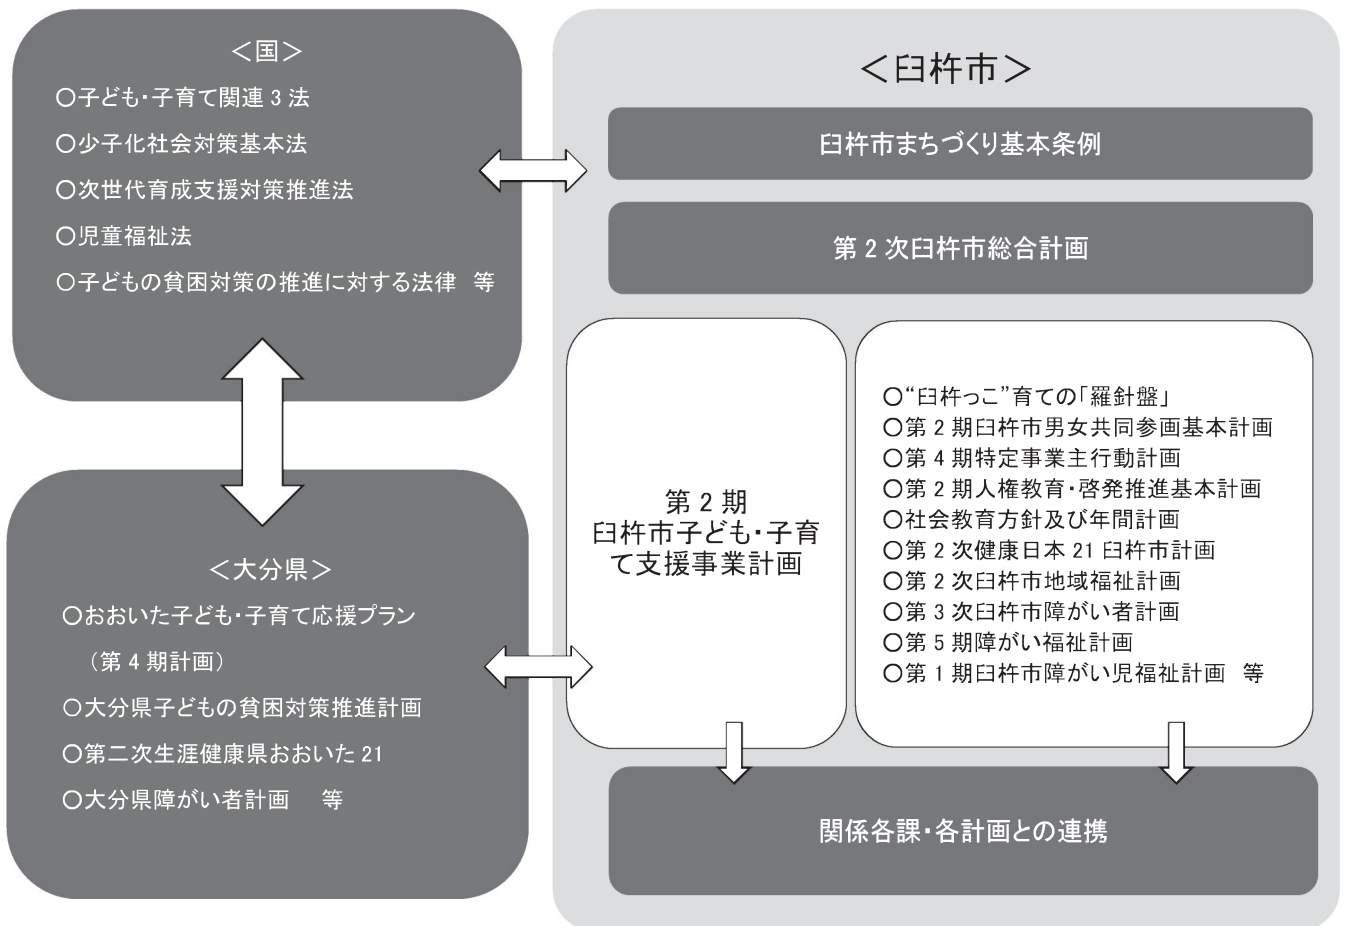 ＜国＞
○子ども・子育て関連３法
○少子化社会対策基本法
○次世代育成支援対策推進法
○児童福祉法
○子どもの貧困対策の推進に対する法律　等
＜大分県＞
○おおいた子ども・子育て応援プラン
（第４期計画）
○大分県子どもの貧困対策推進計画
○第二次生涯健康県おおいた 21
○大分県障がい者計画　等
＜臼杵市＞
臼杵市まちづくり基本条例
第２次臼杵市総合計画
第２期
臼杵市子ども・子育
て支援事業計画
○“臼杵っこ”育ての「羅針盤」
○第２期臼杵市男女共同参画基本計画
○第４期特定事業主行動計画
○第２期人権教育・啓発推進基本計画
○社会教育方針及び年間計画
○第２次健康日本 21 臼杵市計画
○第２次臼杵市地域福祉計画
○第３次臼杵市障がい者計画
○第５期障がい福祉計画
○第１期臼杵市障がい児福祉計画　等
関係各課・各計画との連携